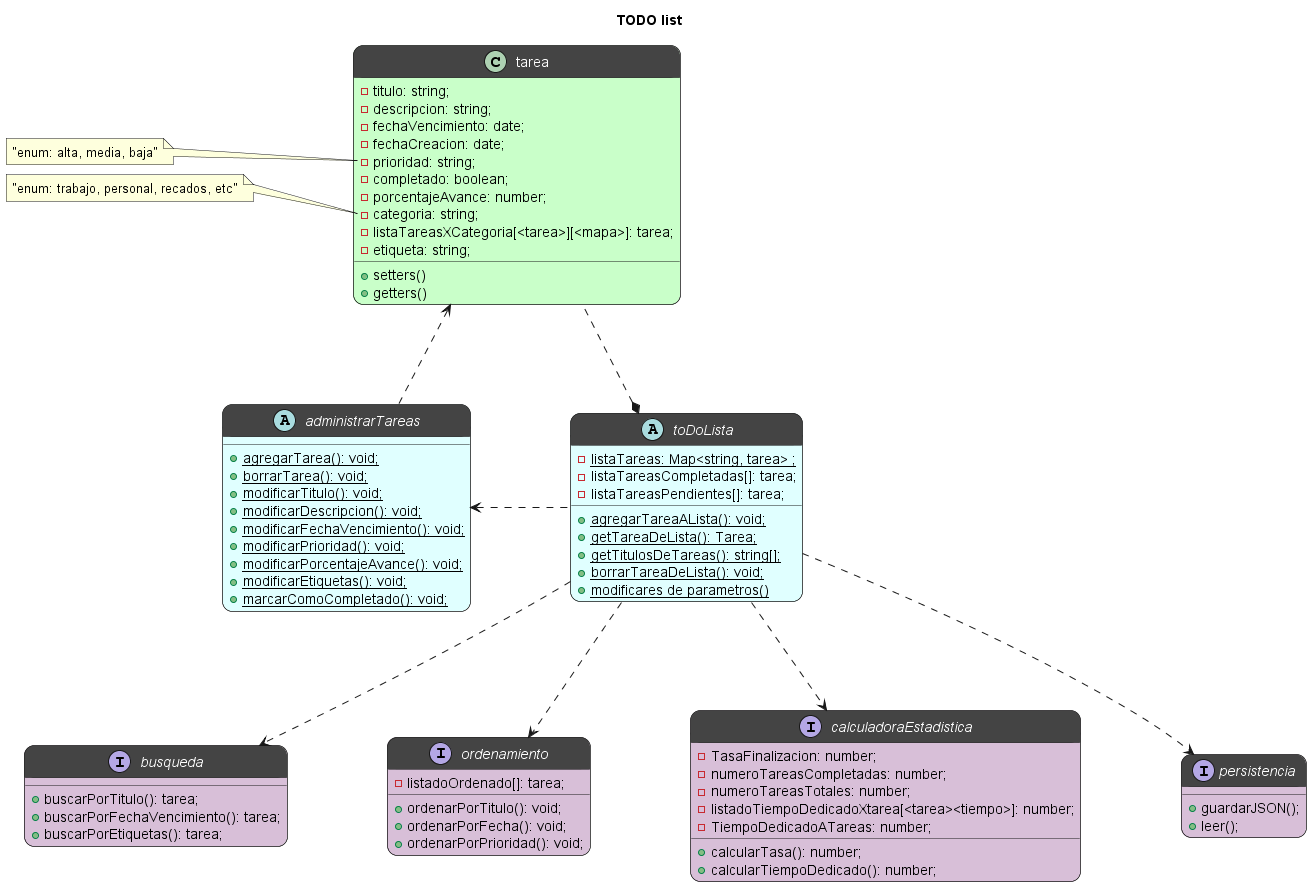 TODO list
C tarea
titulo: string;
descripcion: string;
fechaVencimiento: date;
fechaCreacion: date;
prioridad: string;
completado: boolean;
porcentajeAvance: number;
categoria: string;
listaTareasXCategoria[<tarea>][<mapa>]: tarea;
etiqueta: string;
setters()
getters()
"enum: alta, media, baja"
"enum: trabajo, personal, recados, etc"
A administrarTareas
agregarTarea(): void;
borrarTarea(): void;
modificarTitulo(): void;
modificarDescripcion(): void;
modificarFechaVencimiento(): void;
modificarPrioridad(): void;
modificarPorcentajeAvance(): void;
modificarEtiquetas(): void;
marcarComoCompletado(): void;
A toDoLista
listaTareas: Map<string, tarea> ;
listaTareasCompletadas[]: tarea;
listaTareasPendientes[]: tarea;
agregarTareaALista(): void;
getTareaDeLista(): Tarea;
getTitulosDeTareas(): string[];
borrarTareaDeLista(): void;
modificares de parametros()
I busqueda
buscarPorTitulo(): tarea;
buscarPorFechaVencimiento(): tarea;
buscarPorEtiquetas(): tarea;
I ordenamiento
listadoOrdenado[]: tarea;
ordenarPorTitulo(): void;
ordenarPorFecha(): void;
ordenarPorPrioridad(): void;
I calculadoraEstadistica
TasaFinalizacion: number;
numeroTareasCompletadas: number;
numeroTareasTotales: number;
listadoTiempoDedicadoXtarea[<tarea><tiempo>]: number;
TiempoDedicadoATareas: number;
calcularTasa(): number;
calcularTiempoDedicado(): number;
I persistencia
guardarJSON();
leer();